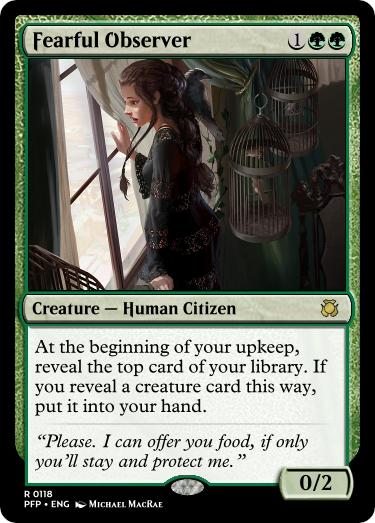 Fearful Observer 1
Creature — Human Citizen
At the beginning of your upkeep,
reveal the top card of your library. If
you reveal a creature card this way,
put it into your hand.
“Please. I can offer you food, if only
you’ll stay and protect me.”
0/2
R 0118
PFP • ENG Michael MacRae